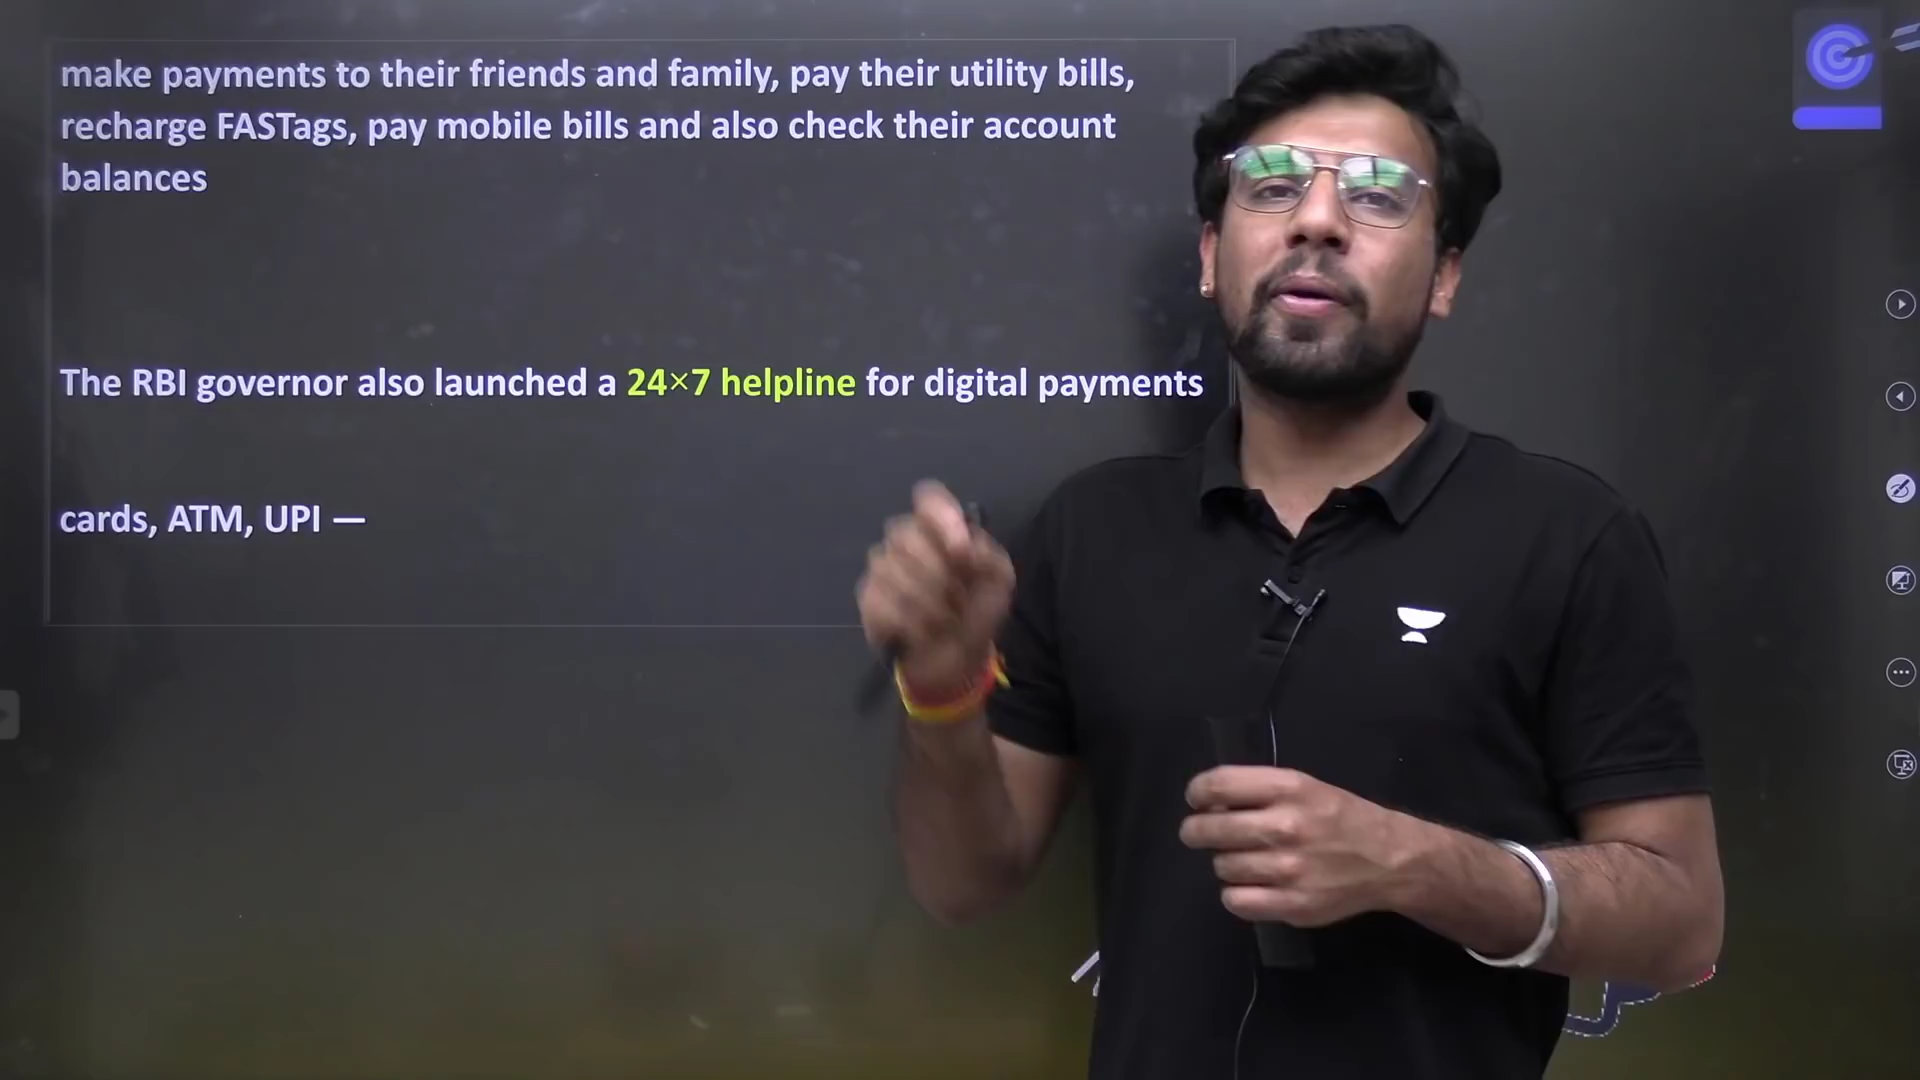 make payments to their friends and family, pay their utility bills,
recharge FASTags, pay mobile bills and also check their account
balances
The RBI governor also launched a 24×7 helpline for digital payments
cards, ATM, UPI —